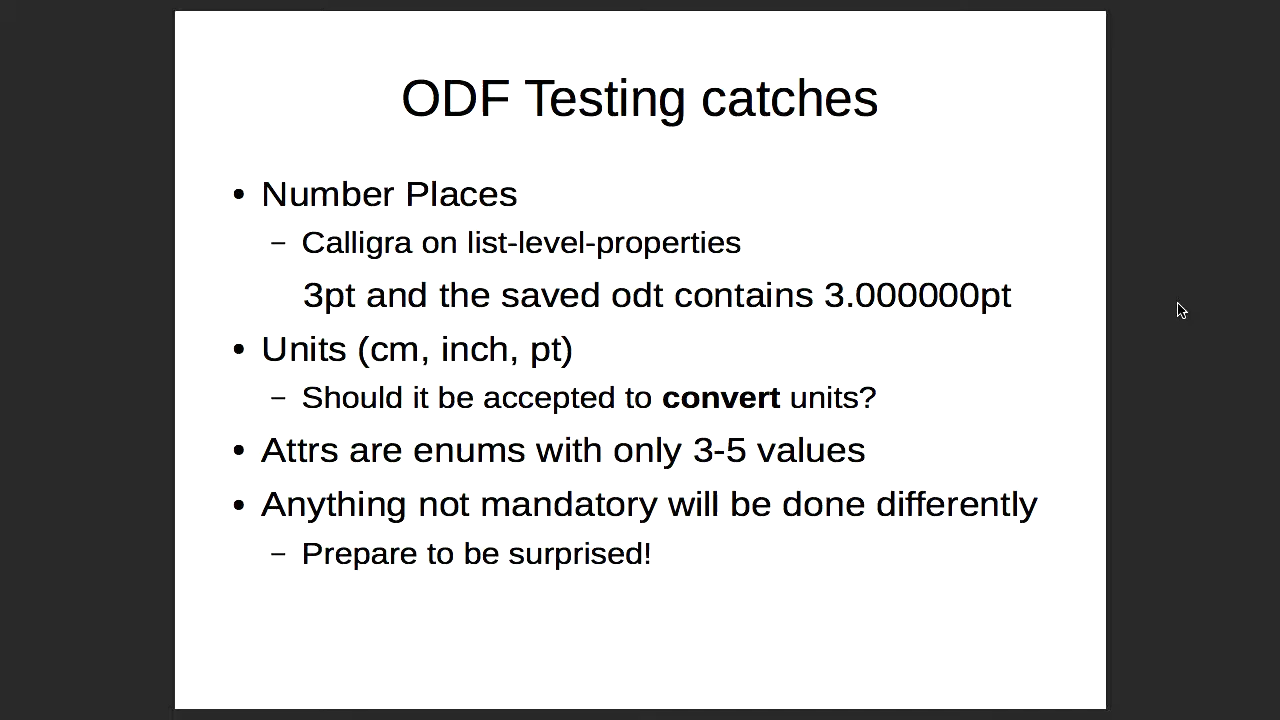 ODF Testing catches
• Number Places
– Calligra on list-level-properties
3pt and the saved odt contains 3.000000pt
• Units (cm, inch, pt)
– Should it be accepted to convert units?
• Attrs are enums with only 3-5 values
• Anything not mandatory will be done differently
– Prepare to be surprised!